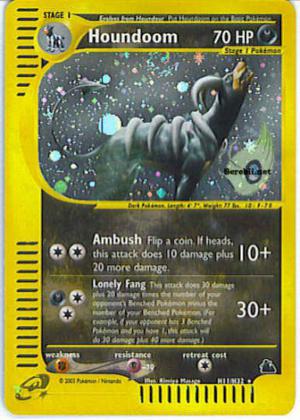 STAGE 1
Evolves from Houndour Put Houndoom on the Basic Pokémon
Houndoom 70 HP
Stage 1 Pokémon
Serebii.net
Dark Pokémon. Length: 4' 7", Weight: 77 lbs.
Ambush Flip a coin. If heads,
this attack does 10 damage plus
20 more damage.
10+
Lonely Fang This attack does 30 damage
plus 20 damage times the number of your
opponent's Benched Pokémon minus the
number of your Benched Pokémon. (For
example, if your opponent has 3 Benched
Pokémon and you have 1, this attack will
do 30 damage plus 40 more damage.)
30+
weakness
resistance
retreat cost
-30
©2003 Pokémon / Nintendo
Illus. Kimiya Masago
H11/H32
e